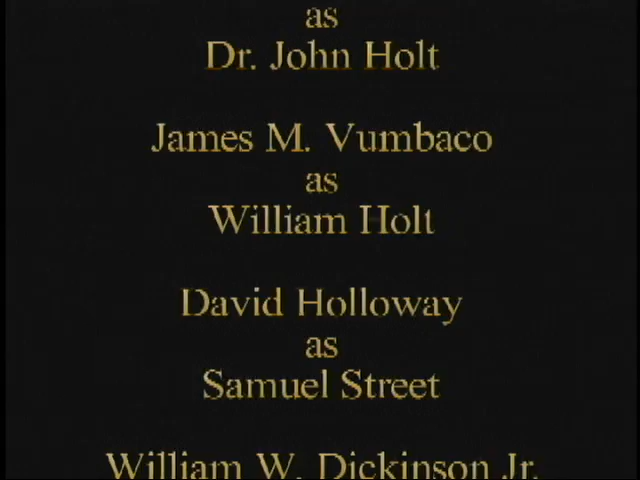 as
Dr. John Holt
James M. Vumbaco
as
William Holt
David Holloway
as
Samuel Street
William W. Dickinson Jr.